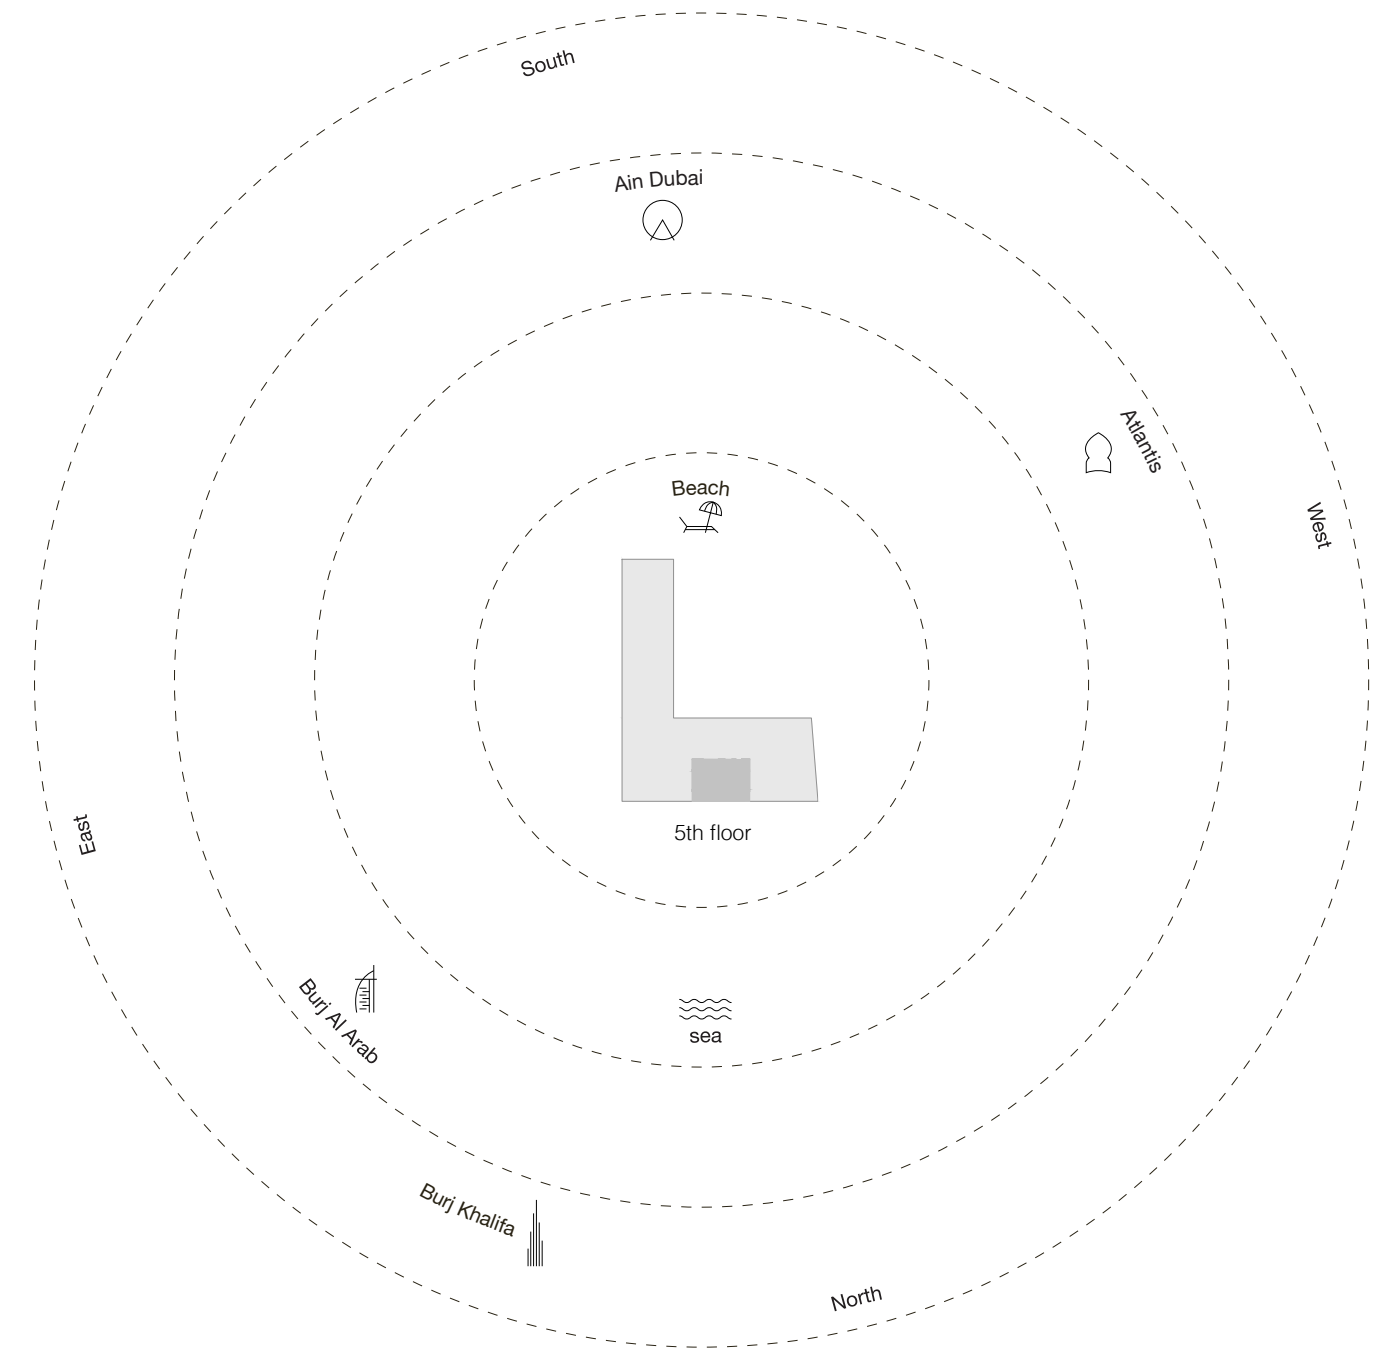 South
Ain Dubai
Atlantis
Beach
West
East
5th floor
Burj Al Arab
sea
Burj Khalifa
North